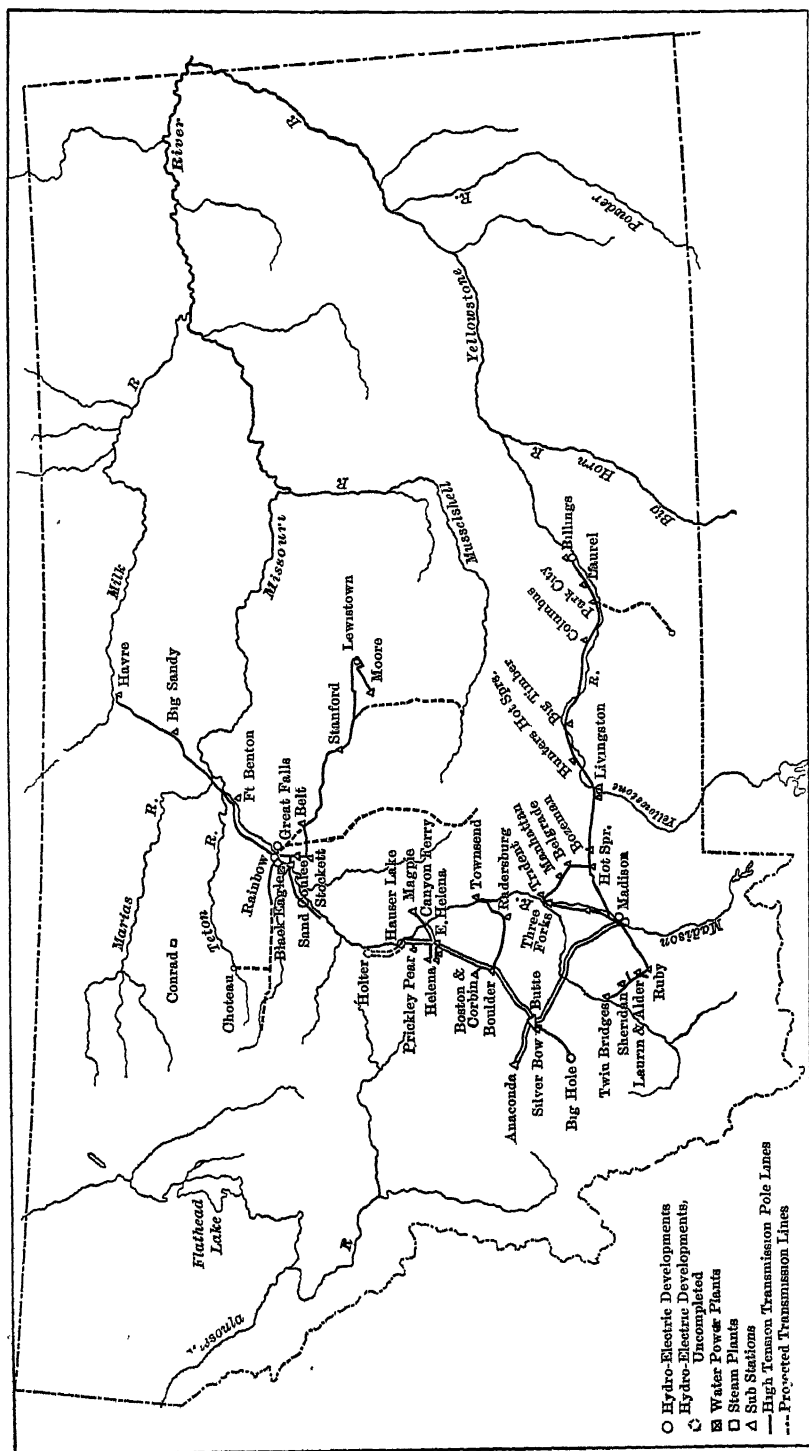 River
R.
R.
Powder
Yellowstone
R
Milk
Missouri
R
Musselshell
R
Horn
Big
Havre
Big Sandy
Ft Benton
Lewistown
Moore
Stanford
Billings
Laurel
Park City
Columbus
R.
Big Timber
Hunters Hot Sprs.
Livingston
Yellowstone
Marias
R.
Teton
R.
Conrad
Choteau
Rainbow
Great Falls
Black Eagle
Belt
Sand Coulee
Stockett
Holter
Hauser Lake
Prickley Pear
Magpie
Canyon Ferry
Helena
E. Helena
Townsend
Radersburg
Boston &
Corbin
Boulder
Three
Forks
Trident
Manhattan
Belgrade
Bozeman
Hot Spr.
Madison
Madison
Butte
Anaconda
Silver Bow
Big Hole
Twin Bridges
Sheridan
Laurin & Alder
Ruby
Flathead
Lake
R
Hydro-Electric Developments
Hydro-Electric Developments,
Uncompleted
Water Power Plants
Steam Plants
Sub Stations
High Tension Transmission Pole Lines
Projected Transmission Lines